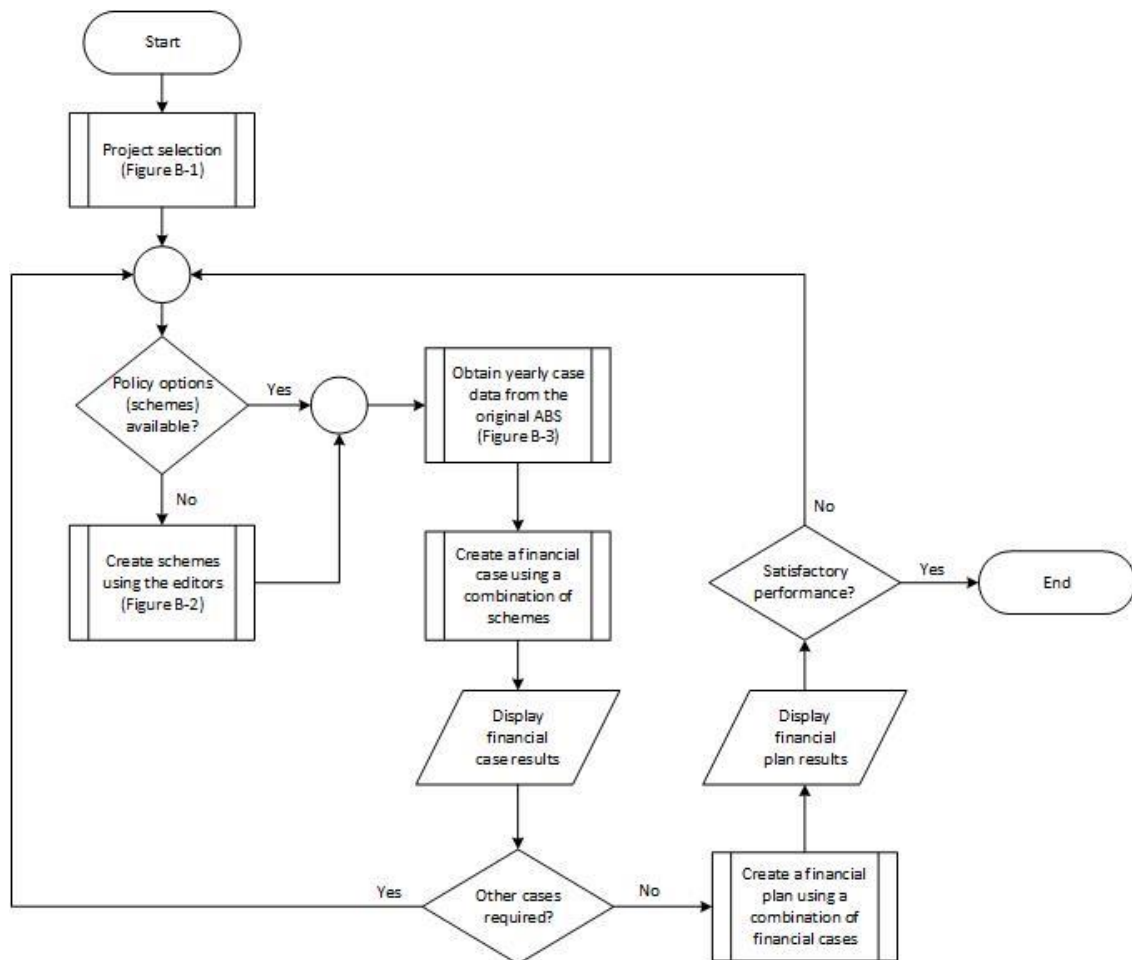 Start
Project selection
(Figure B-1)
Policy options
(schemes)
available?
Yes
No
Create schemes
using the editors
(Figure B-2)
Obtain yearly case
data from the
original ABS
(Figure B-3)
Create a financial
case using a
combination of
schemes
Display
financial
case results
Other cases
required?
Yes
No
Create a financial
plan using a
combination of
financial cases
Display
financial
plan results
Satisfactory
performance?
No
Yes
End